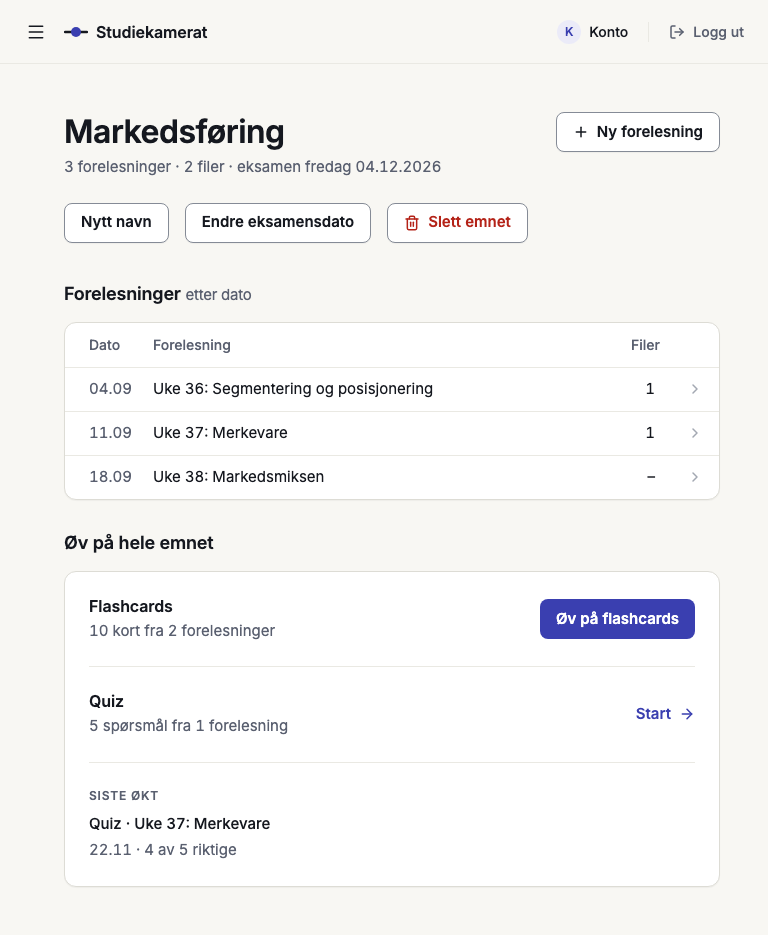 Studiekamerat
K Konto
Logg ut
Markedsføring
+ Ny forelesning
3 forelesninger · 2 filer · eksamen fredag 04.12.2026
Nytt navn
Endre eksamensdato
Slett emnet
Forelesninger etter dato
Dato Forelesning Filer
04.09 Uke 36: Segmentering og posisjonering 1
11.09 Uke 37: Merkevare 1
18.09 Uke 38: Markedsmiksen –
Øv på hele emnet
Flashcards
10 kort fra 2 forelesninger
Øv på flashcards
Quiz
5 spørsmål fra 1 forelesning
Start →
SISTE ØKT
Quiz · Uke 37: Merkevare
22.11 · 4 av 5 riktige